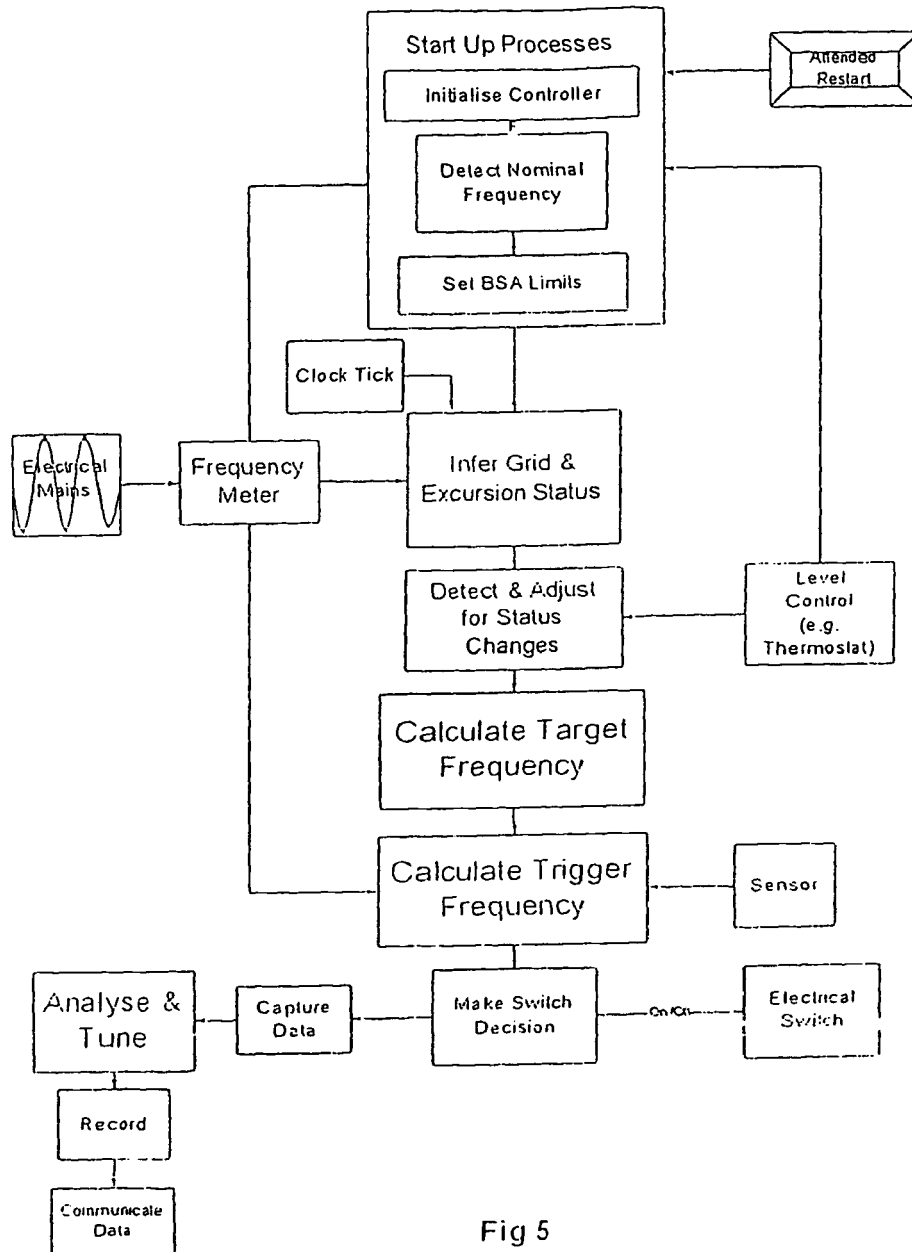 Start Up Processes
Initialise Controller
Detect Nominal
Frequency
Set BSA Limits
Attended
Restart
Clock Tick
Electrical
Mains
Frequency
Meter
Infer Grid &
Excursion Status
Detect & Adjust
for Status
Changes
Level
Control
(e.g.
Thermostat)
Calculate Target
Frequency
Calculate Trigger
Frequency
Sensor
Analyse &
Tune
Capture
Data
Make Switch
Decision
Electrical
Switch
Record
Communicate
Data
Fig 5